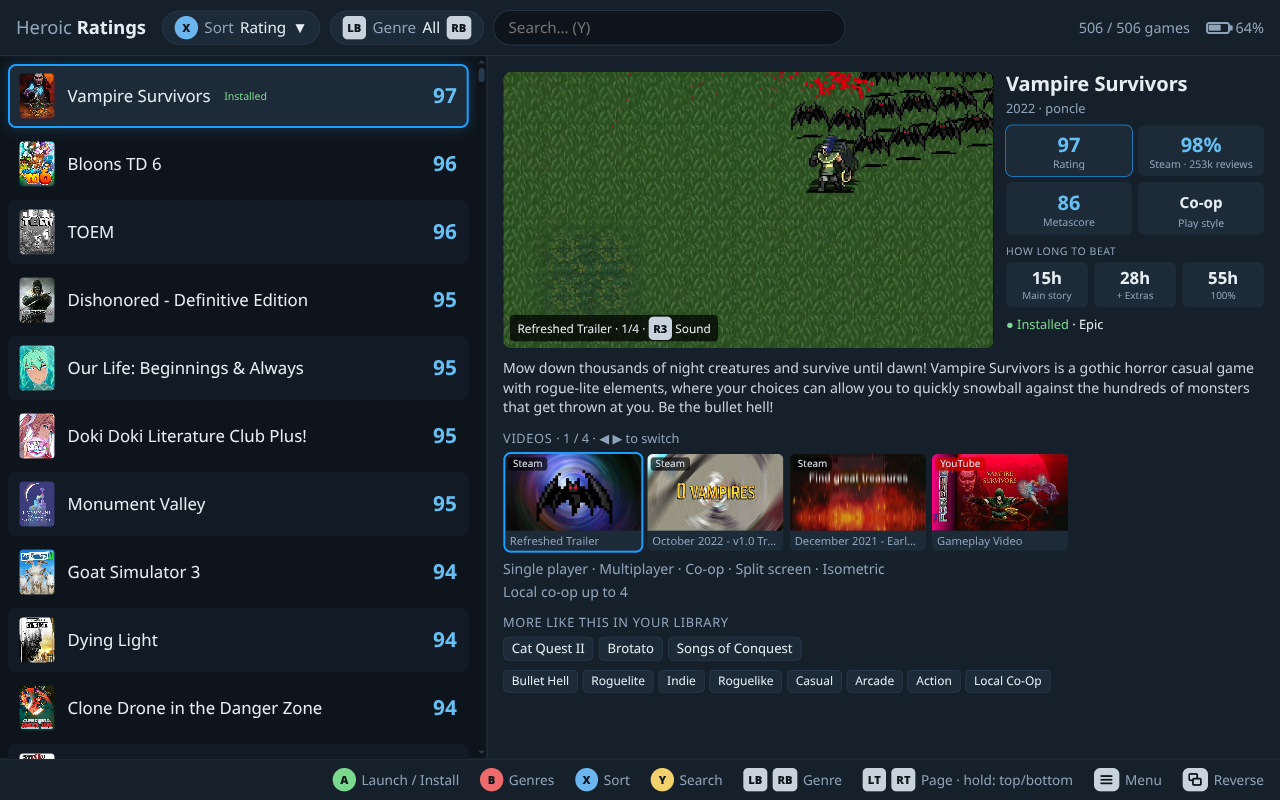 Heroic Ratings
X Sort Rating ▼
LB Genre All RB
Search... (Y)
506 / 506 games
64%
Vampire Survivors Installed 97
Bloons TD 6 96
TOEM 96
Dishonored - Definitive Edition 95
Our Life: Beginnings & Always 95
Doki Doki Literature Club Plus! 95
Monument Valley 95
Goat Simulator 3 94
Dying Light 94
Clone Drone in the Danger Zone 94
Refreshed Trailer · 1/4 · R3 Sound
Vampire Survivors
2022 · poncle
97
Rating
98%
Steam · 253k reviews
86
Metascore
Co-op
Play style
HOW LONG TO BEAT
15h
Main story
28h
+ Extras
55h
100%
● Installed · Epic
Mow down thousands of night creatures and survive until dawn! Vampire Survivors is a gothic horror casual game
with rogue-lite elements, where your choices can allow you to quickly snowball against the hundreds of monsters
that get thrown at you. Be the bullet hell!
VIDEOS · 1 / 4 · ◀ ▶ to switch
Steam
Refreshed Trailer
Steam
0 VAMPIRES
October 2022 - v1.0 Tr...
Steam
Find great treasures
December 2021 - Earl...
YouTube
VAMPIRE
SURVIVORS
Gameplay Video
Single player · Multiplayer · Co-op · Split screen · Isometric
Local co-op up to 4
MORE LIKE THIS IN YOUR LIBRARY
Cat Quest II
Brotato
Songs of Conquest
Bullet Hell
Roguelite
Indie
Roguelike
Casual
Arcade
Action
Local Co-Op
A Launch / Install
B Genres
X Sort
Y Search
LB RB Genre
LT RT Page · hold: top/bottom
Menu
Reverse